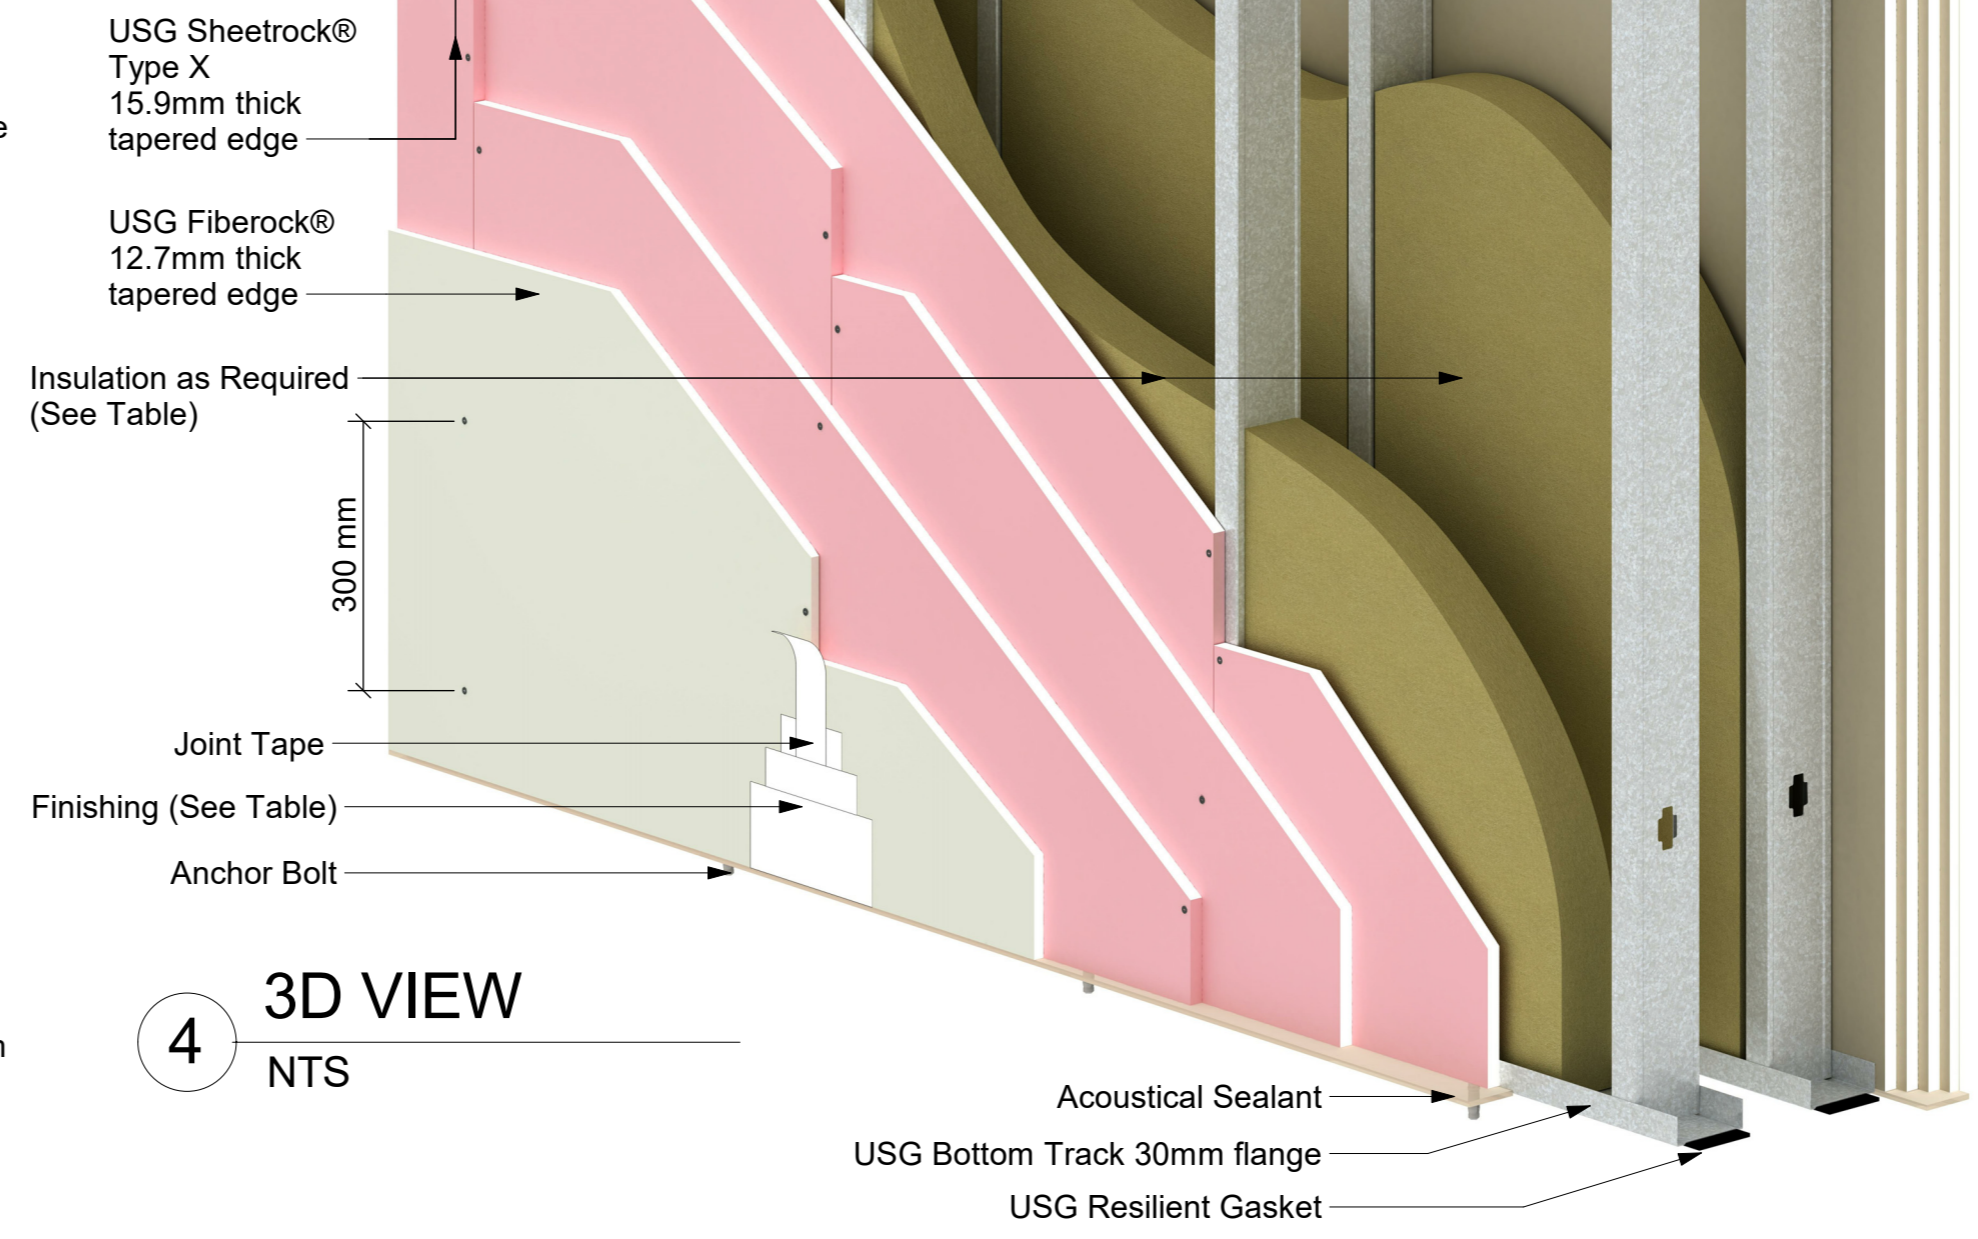 USG Sheetrock®
Type X
15.9mm thick
tapered edge
e
USG Fiberock®
12.7mm thick
tapered edge
Insulation as Required
(See Table)
300 mm
Joint Tape
Finishing (See Table)
Anchor Bolt
4
3D VIEW
NTS
Acoustical Sealant
USG Bottom Track 30mm flange
USG Resilient Gasket